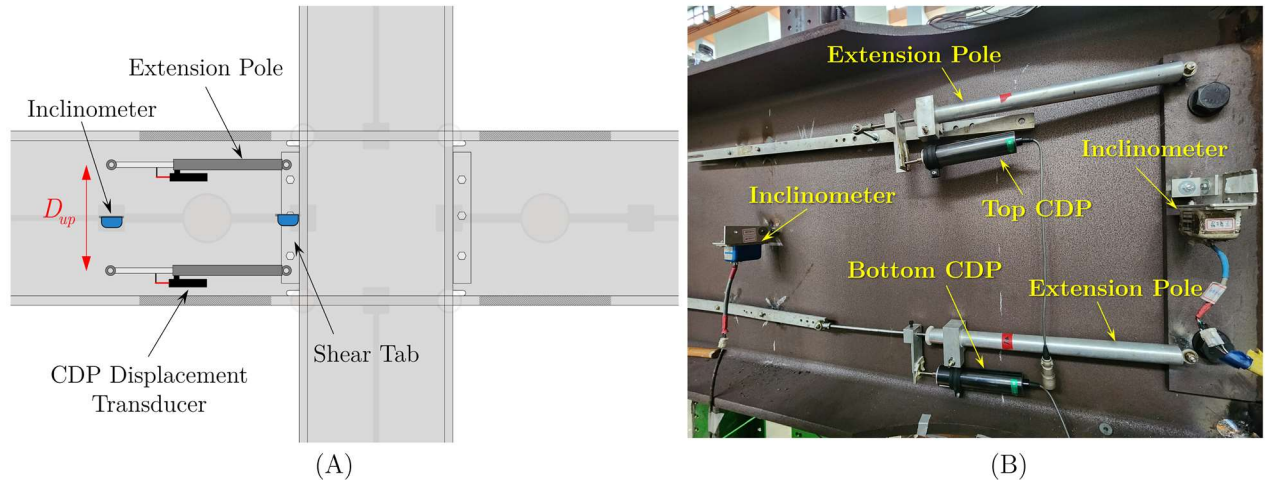 Extension Pole
Inclinometer
D_up
Shear Tab
CDP Displacement
Transducer
(A)
Extension Pole
Inclinometer
Inclinometer
Top CDP
Bottom CDP
Extension Pole
(B)